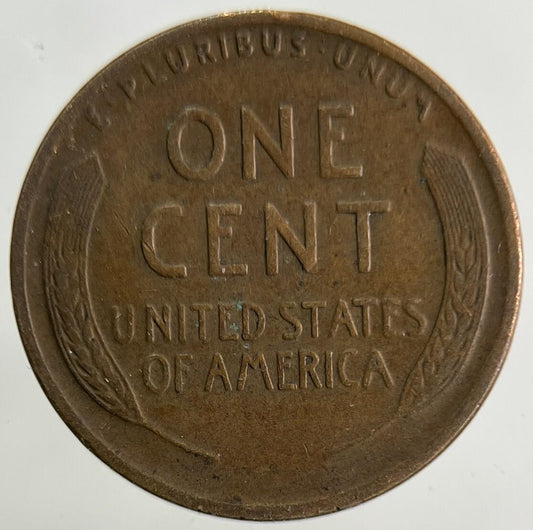 E·PLURIBUS·UNUM
ONE
CENT
UNITED·STATES
OF AMERICA